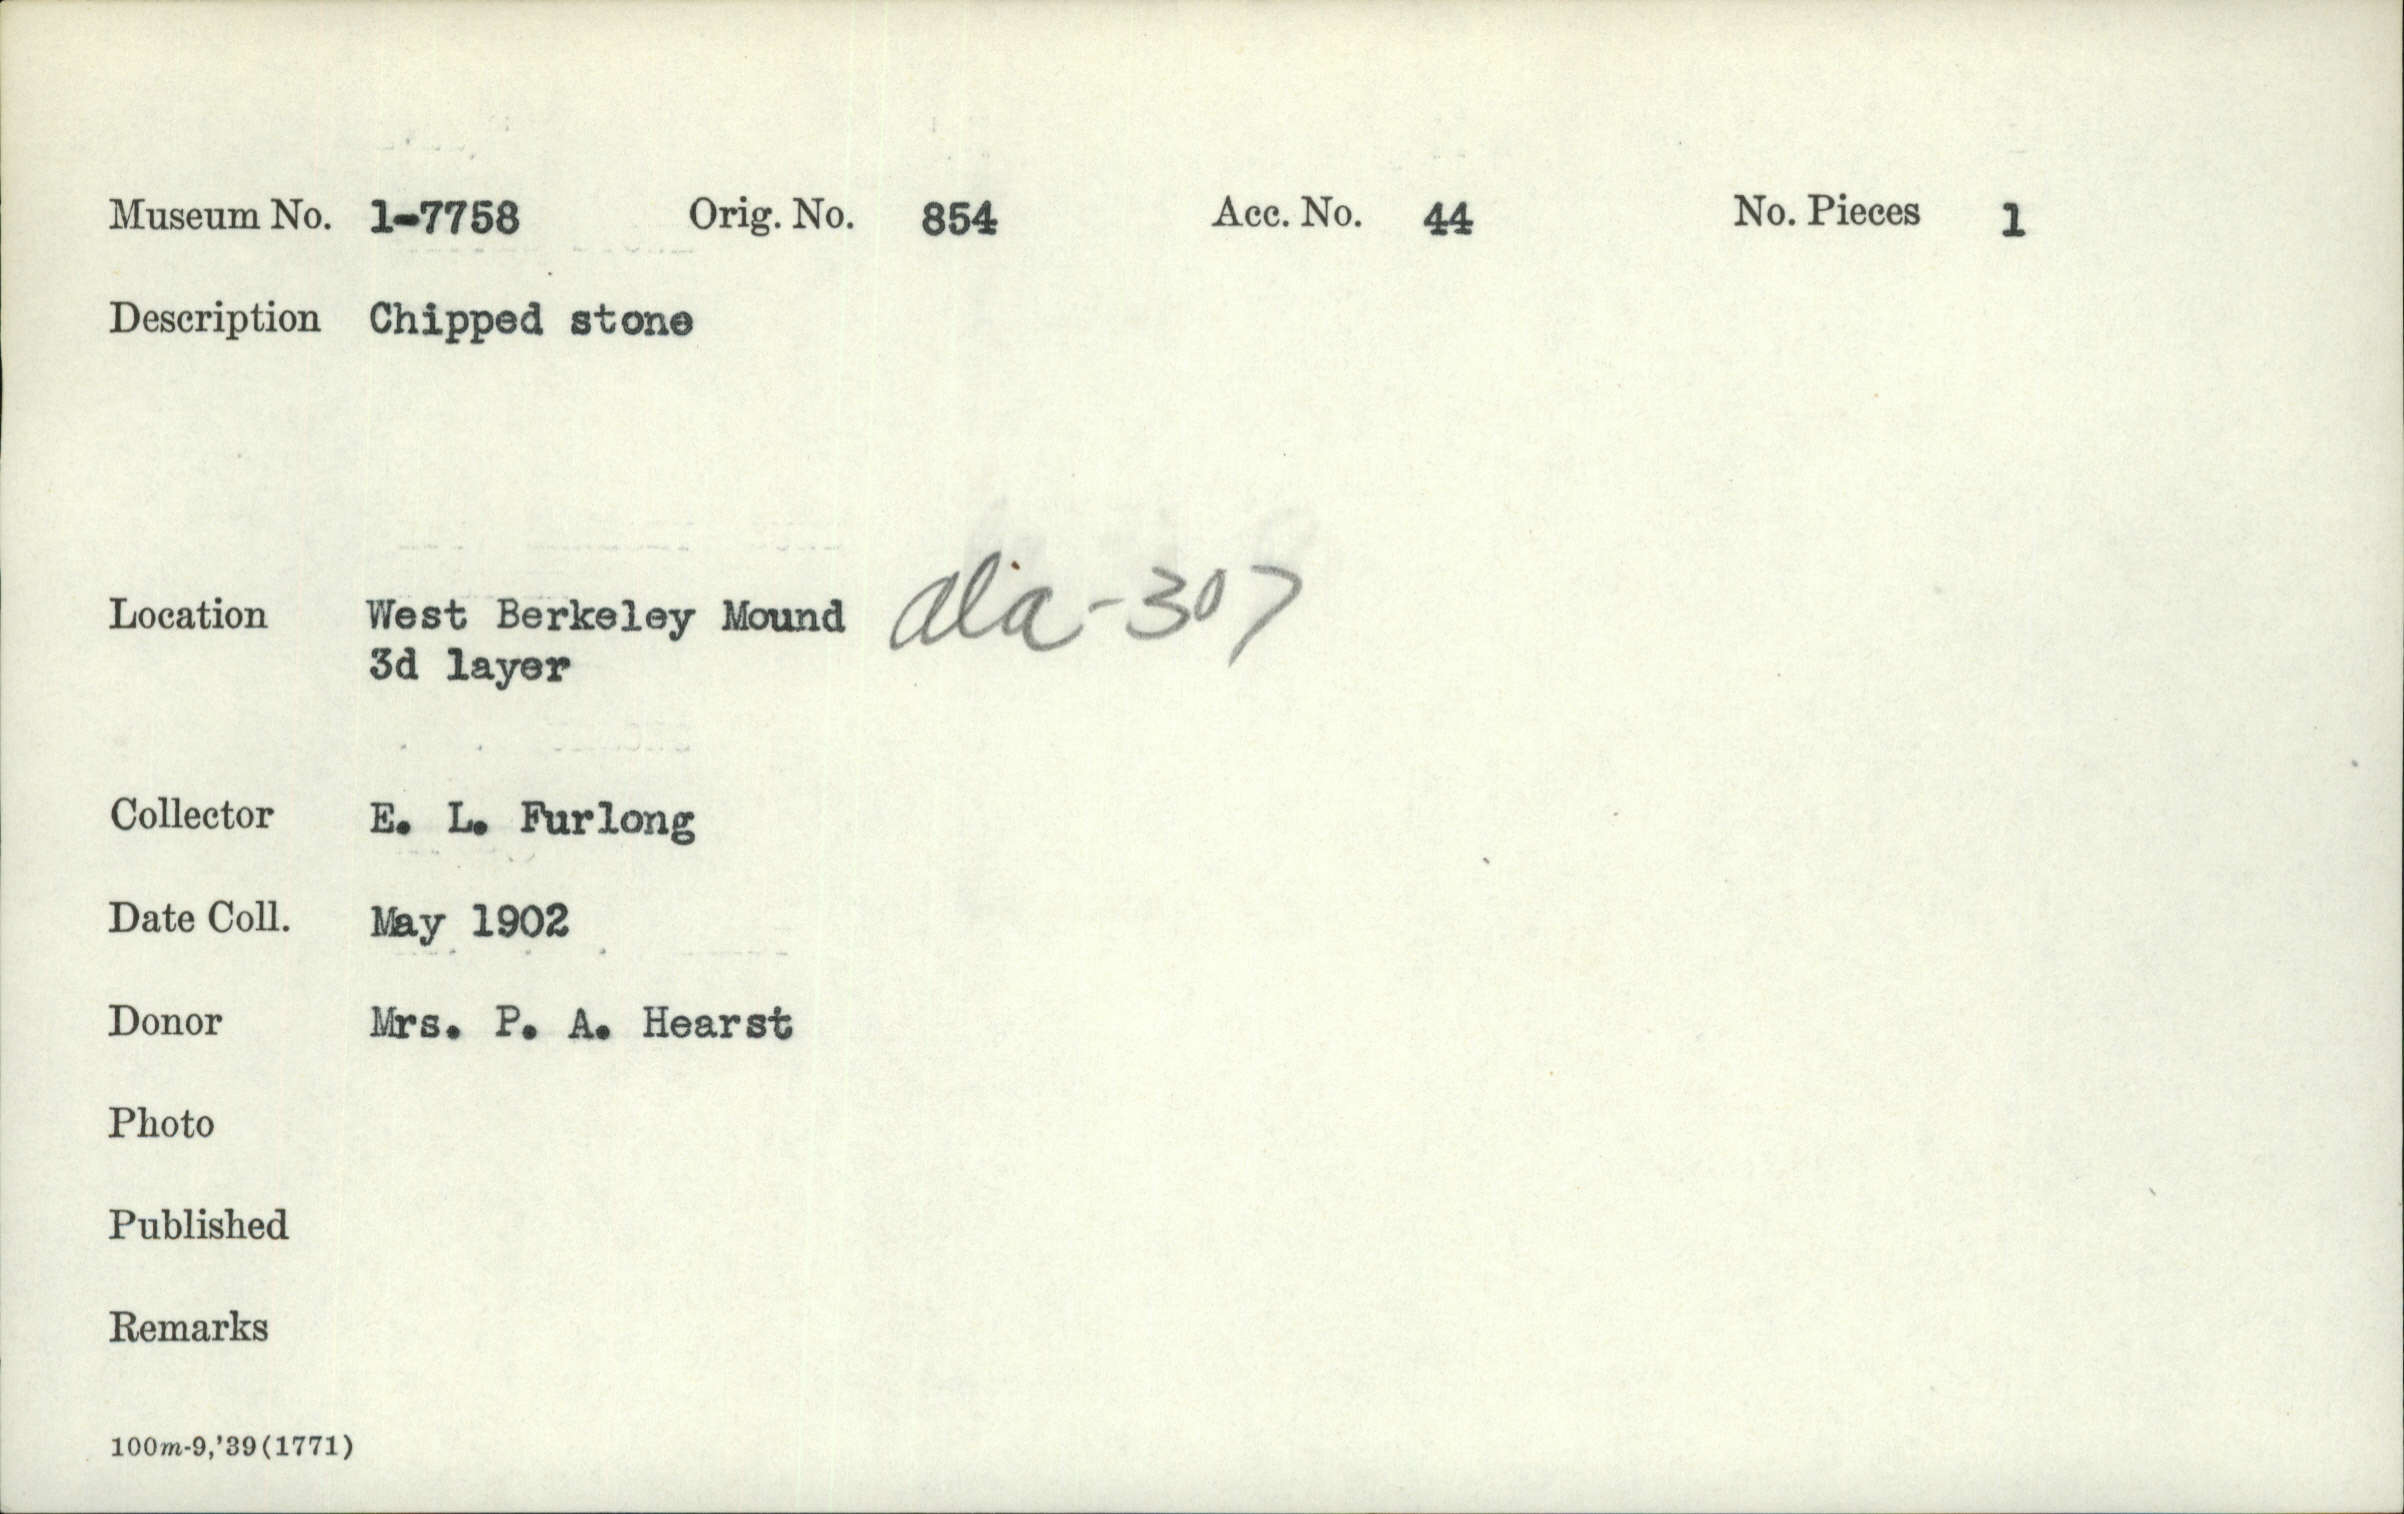 Museum No. 1-7758 Orig. No. 854 Acc. No. 44 No. Pieces 1
Description Chipped stone
Location West Berkeley Mound Ala-307
3d layer
Collector E. L. Furlong
Date Coll. May 1902
Donor Mrs. P. A. Hearst
Photo
Published
Remarks
100m-9,'39(1771)